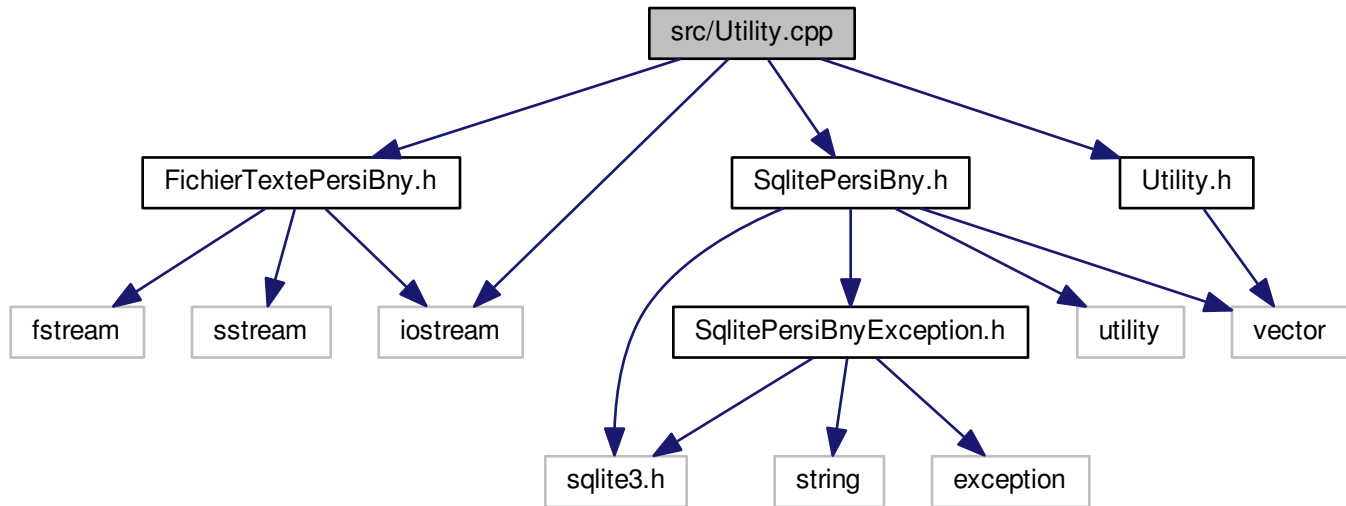 src/Utility.cpp
FichierTextePersiBny.h
SqlitePersiBny.h
Utility.h
fstream
sstream
iostream
SqlitePersiBnyException.h
utility
vector
sqlite3.h
string
exception